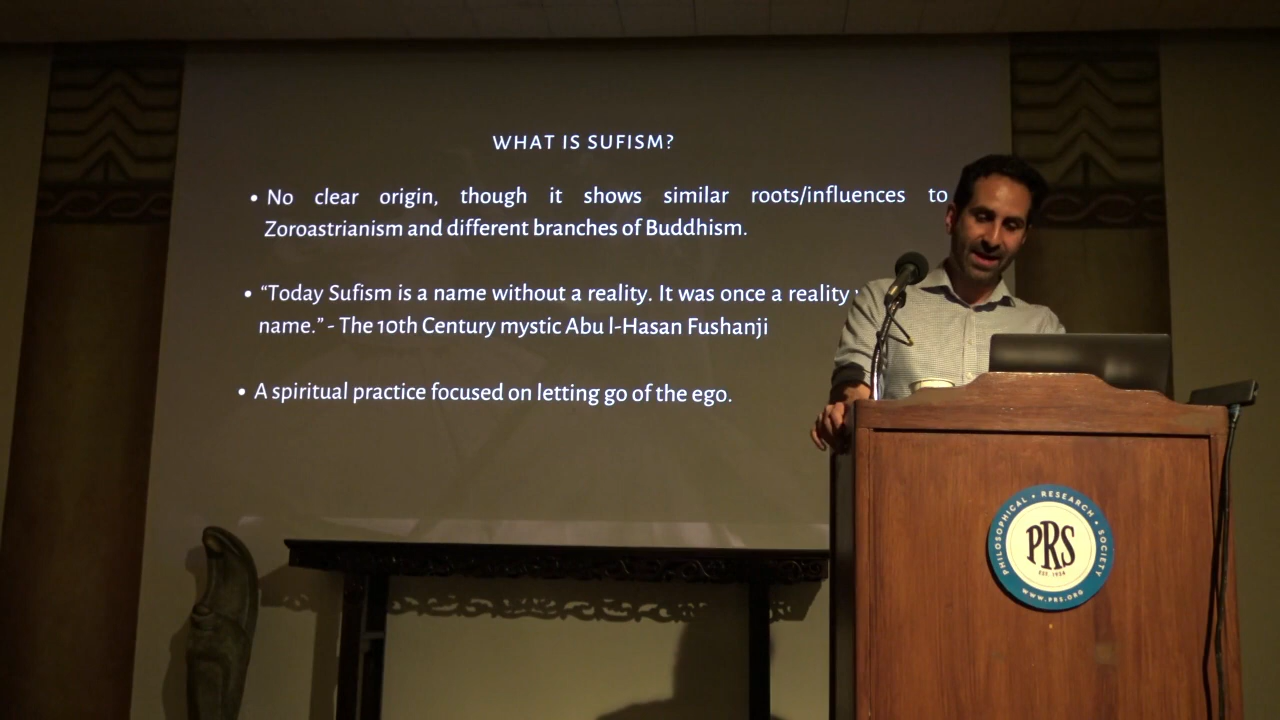 WHAT IS SUFISM?
• No clear origin, though it shows similar roots/influences to
Zoroastrianism and different branches of Buddhism.
• “Today Sufism is a name without a reality. It was once a reality
name.” - The 10th Century mystic Abu l-Hasan Fushanji
• A spiritual practice focused on letting go of the ego.
PHILOSOPHICAL • RESEARCH • SOCIETY
PRS
EST. 1934
WWW.PRS.ORG